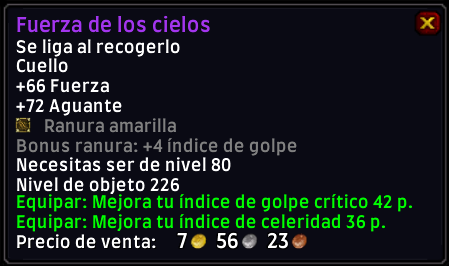 Fuerza de los cielos
Se liga al recogerlo
Cuello
+66 Fuerza
+72 Aguante
Ranura amarilla
Bonus ranura: +4 índice de golpe
Necesitas ser de nivel 80
Nivel de objeto 226
Equipar: Mejora tu índice de golpe crítico 42 p.
Equipar: Mejora tu índice de celeridad 36 p.
Precio de venta: 7 56 23